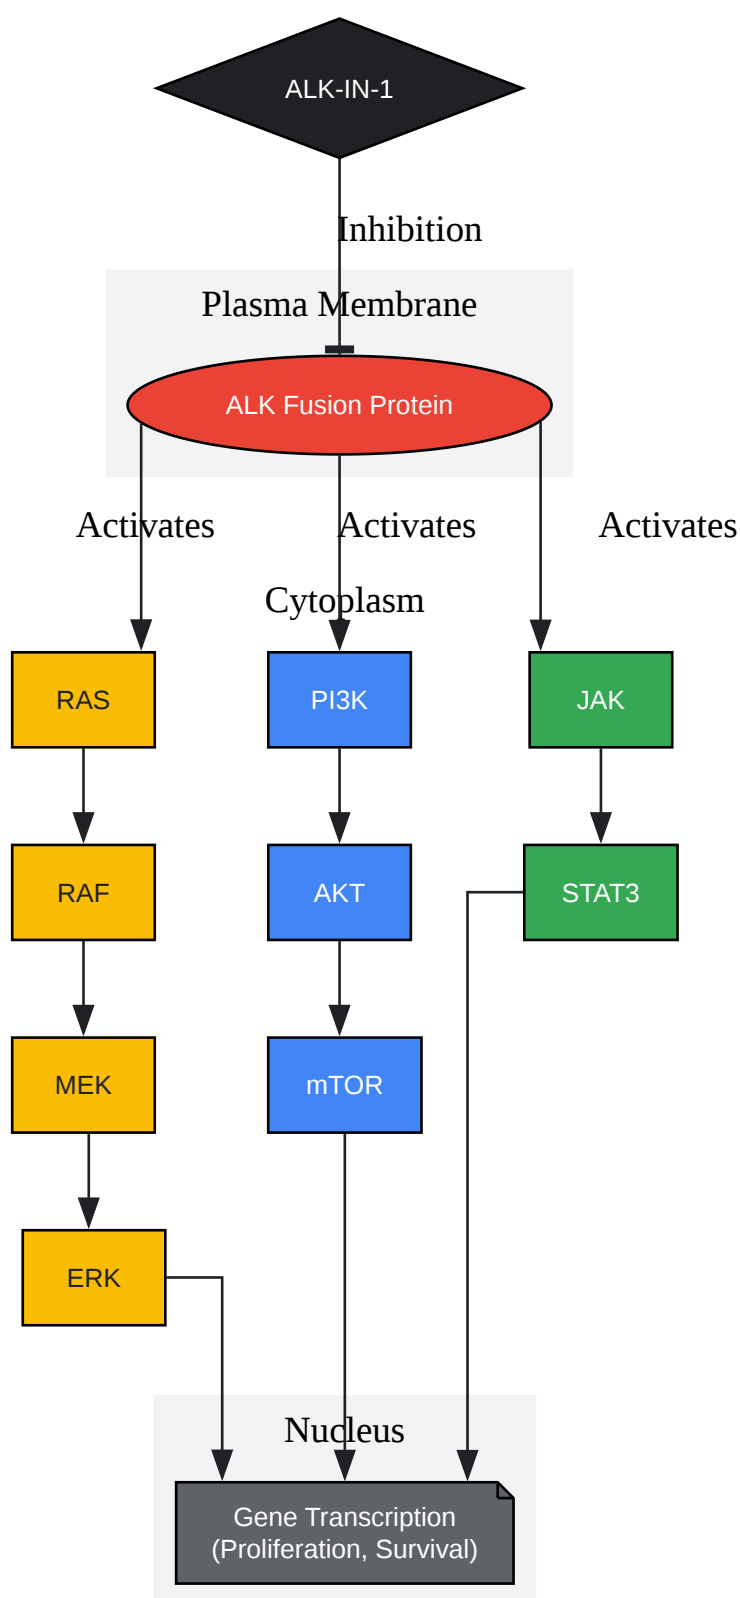 ALK-IN-1
Inhibition
Plasma Membrane
ALK Fusion Protein
Activates
Activates
Activates
Cytoplasm
RAS
PI3K
JAK
RAF
AKT
STAT3
MEK
mTOR
ERK
Nucleus
Gene Transcription
(Proliferation, Survival)